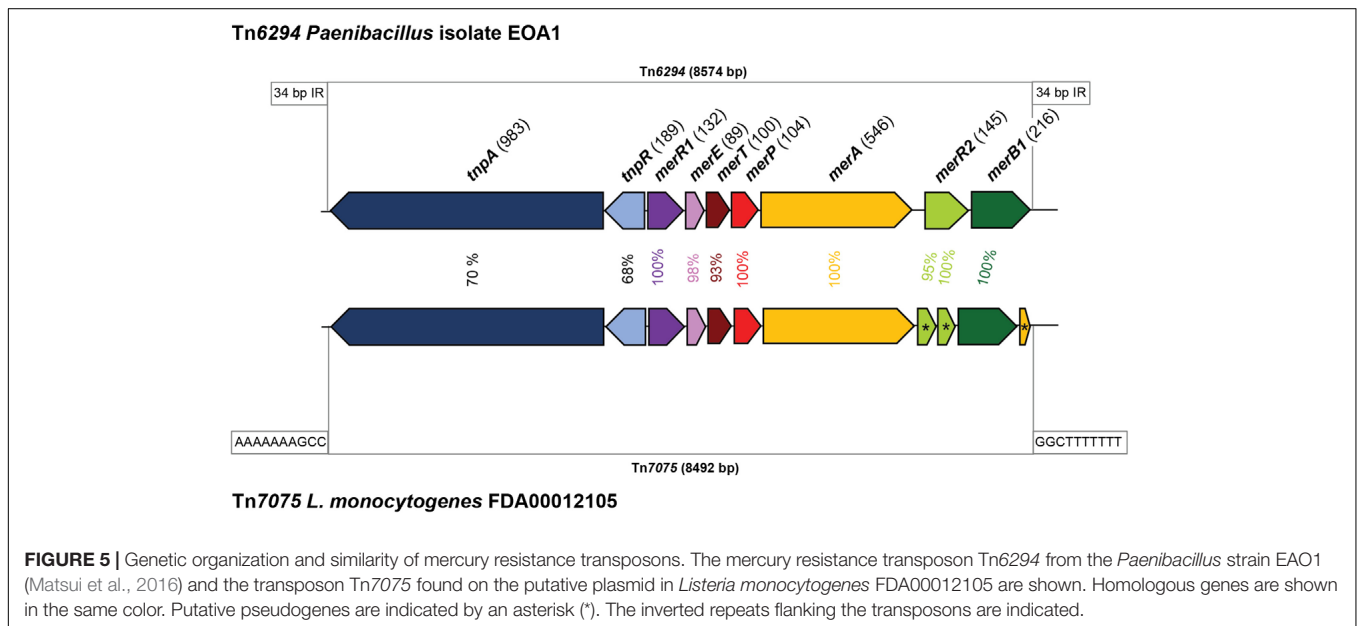 Tn6294 Paenibacillus isolate EOA1
Tn6294 (8574 bp)
34 bp IR
34 bp IR
tnpA (983)
tnpR (189)
merR1 (132)
merE (89)
merT (100)
merP (104)
merA (546)
merR2 (145)
merB1 (216)
70 %
68%
100%
98%
93%
100%
100%
95%
100%
100%
*
*
*
AAAAAAAGCC
GGCTTTTTTT
Tn7075 (8492 bp)
Tn7075 L. monocytogenes FDA00012105
FIGURE 5 | Genetic organization and similarity of mercury resistance transposons. The mercury resistance transposon Tn6294 from the Paenibacillus strain EAO1
(Matsui et al., 2016) and the transposon Tn7075 found on the putative plasmid in Listeria monocytogenes FDA00012105 are shown. Homologous genes are shown
in the same color. Putative pseudogenes are indicated by an asterisk (*). The inverted repeats flanking the transposons are indicated.